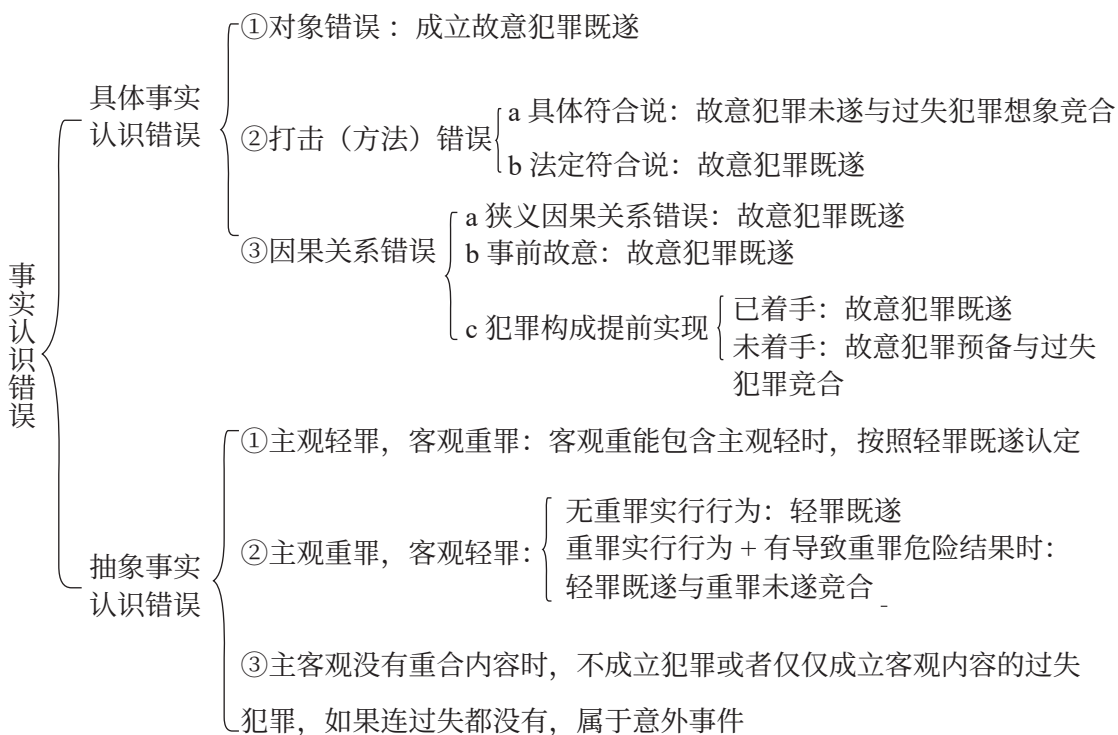 事实认识错误
具体事实
认识错误
①对象错误：成立故意犯罪既遂
②打击（方法）错误
a 具体符合说：故意犯罪未遂与过失犯罪想象竞合
b 法定符合说：故意犯罪既遂
③因果关系错误
a 狭义因果关系错误：故意犯罪既遂
b 事前故意：故意犯罪既遂
c 犯罪构成提前实现
已着手：故意犯罪既遂
未着手：故意犯罪预备与过失
犯罪竞合
抽象事实
认识错误
①主观轻罪，客观重罪：客观重能包含主观轻时，按照轻罪既遂认定
②主观重罪，客观轻罪：
无重罪实行行为：轻罪既遂
重罪实行行为 + 有导致重罪危险结果时：
轻罪既遂与重罪未遂竞合
③主客观没有重合内容时，不成立犯罪或者仅仅成立客观内容的过失
犯罪，如果连过失都没有，属于意外事件